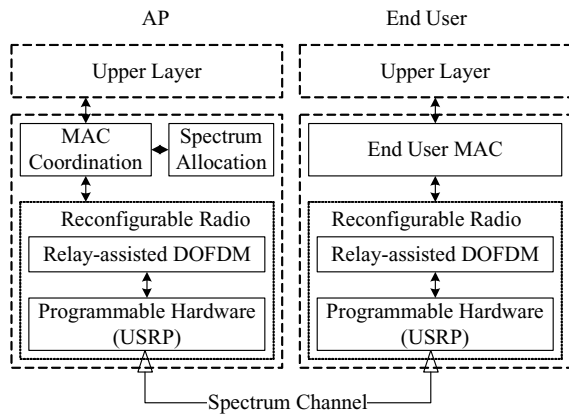 AP
Upper Layer
MAC
Coordination
Spectrum
Allocation
Reconfigurable Radio
Relay-assisted DOFDM
Programmable Hardware
(USRP)
End User
Upper Layer
End User MAC
Reconfigurable Radio
Relay-assisted DOFDM
Programmable Hardware
(USRP)
Spectrum Channel